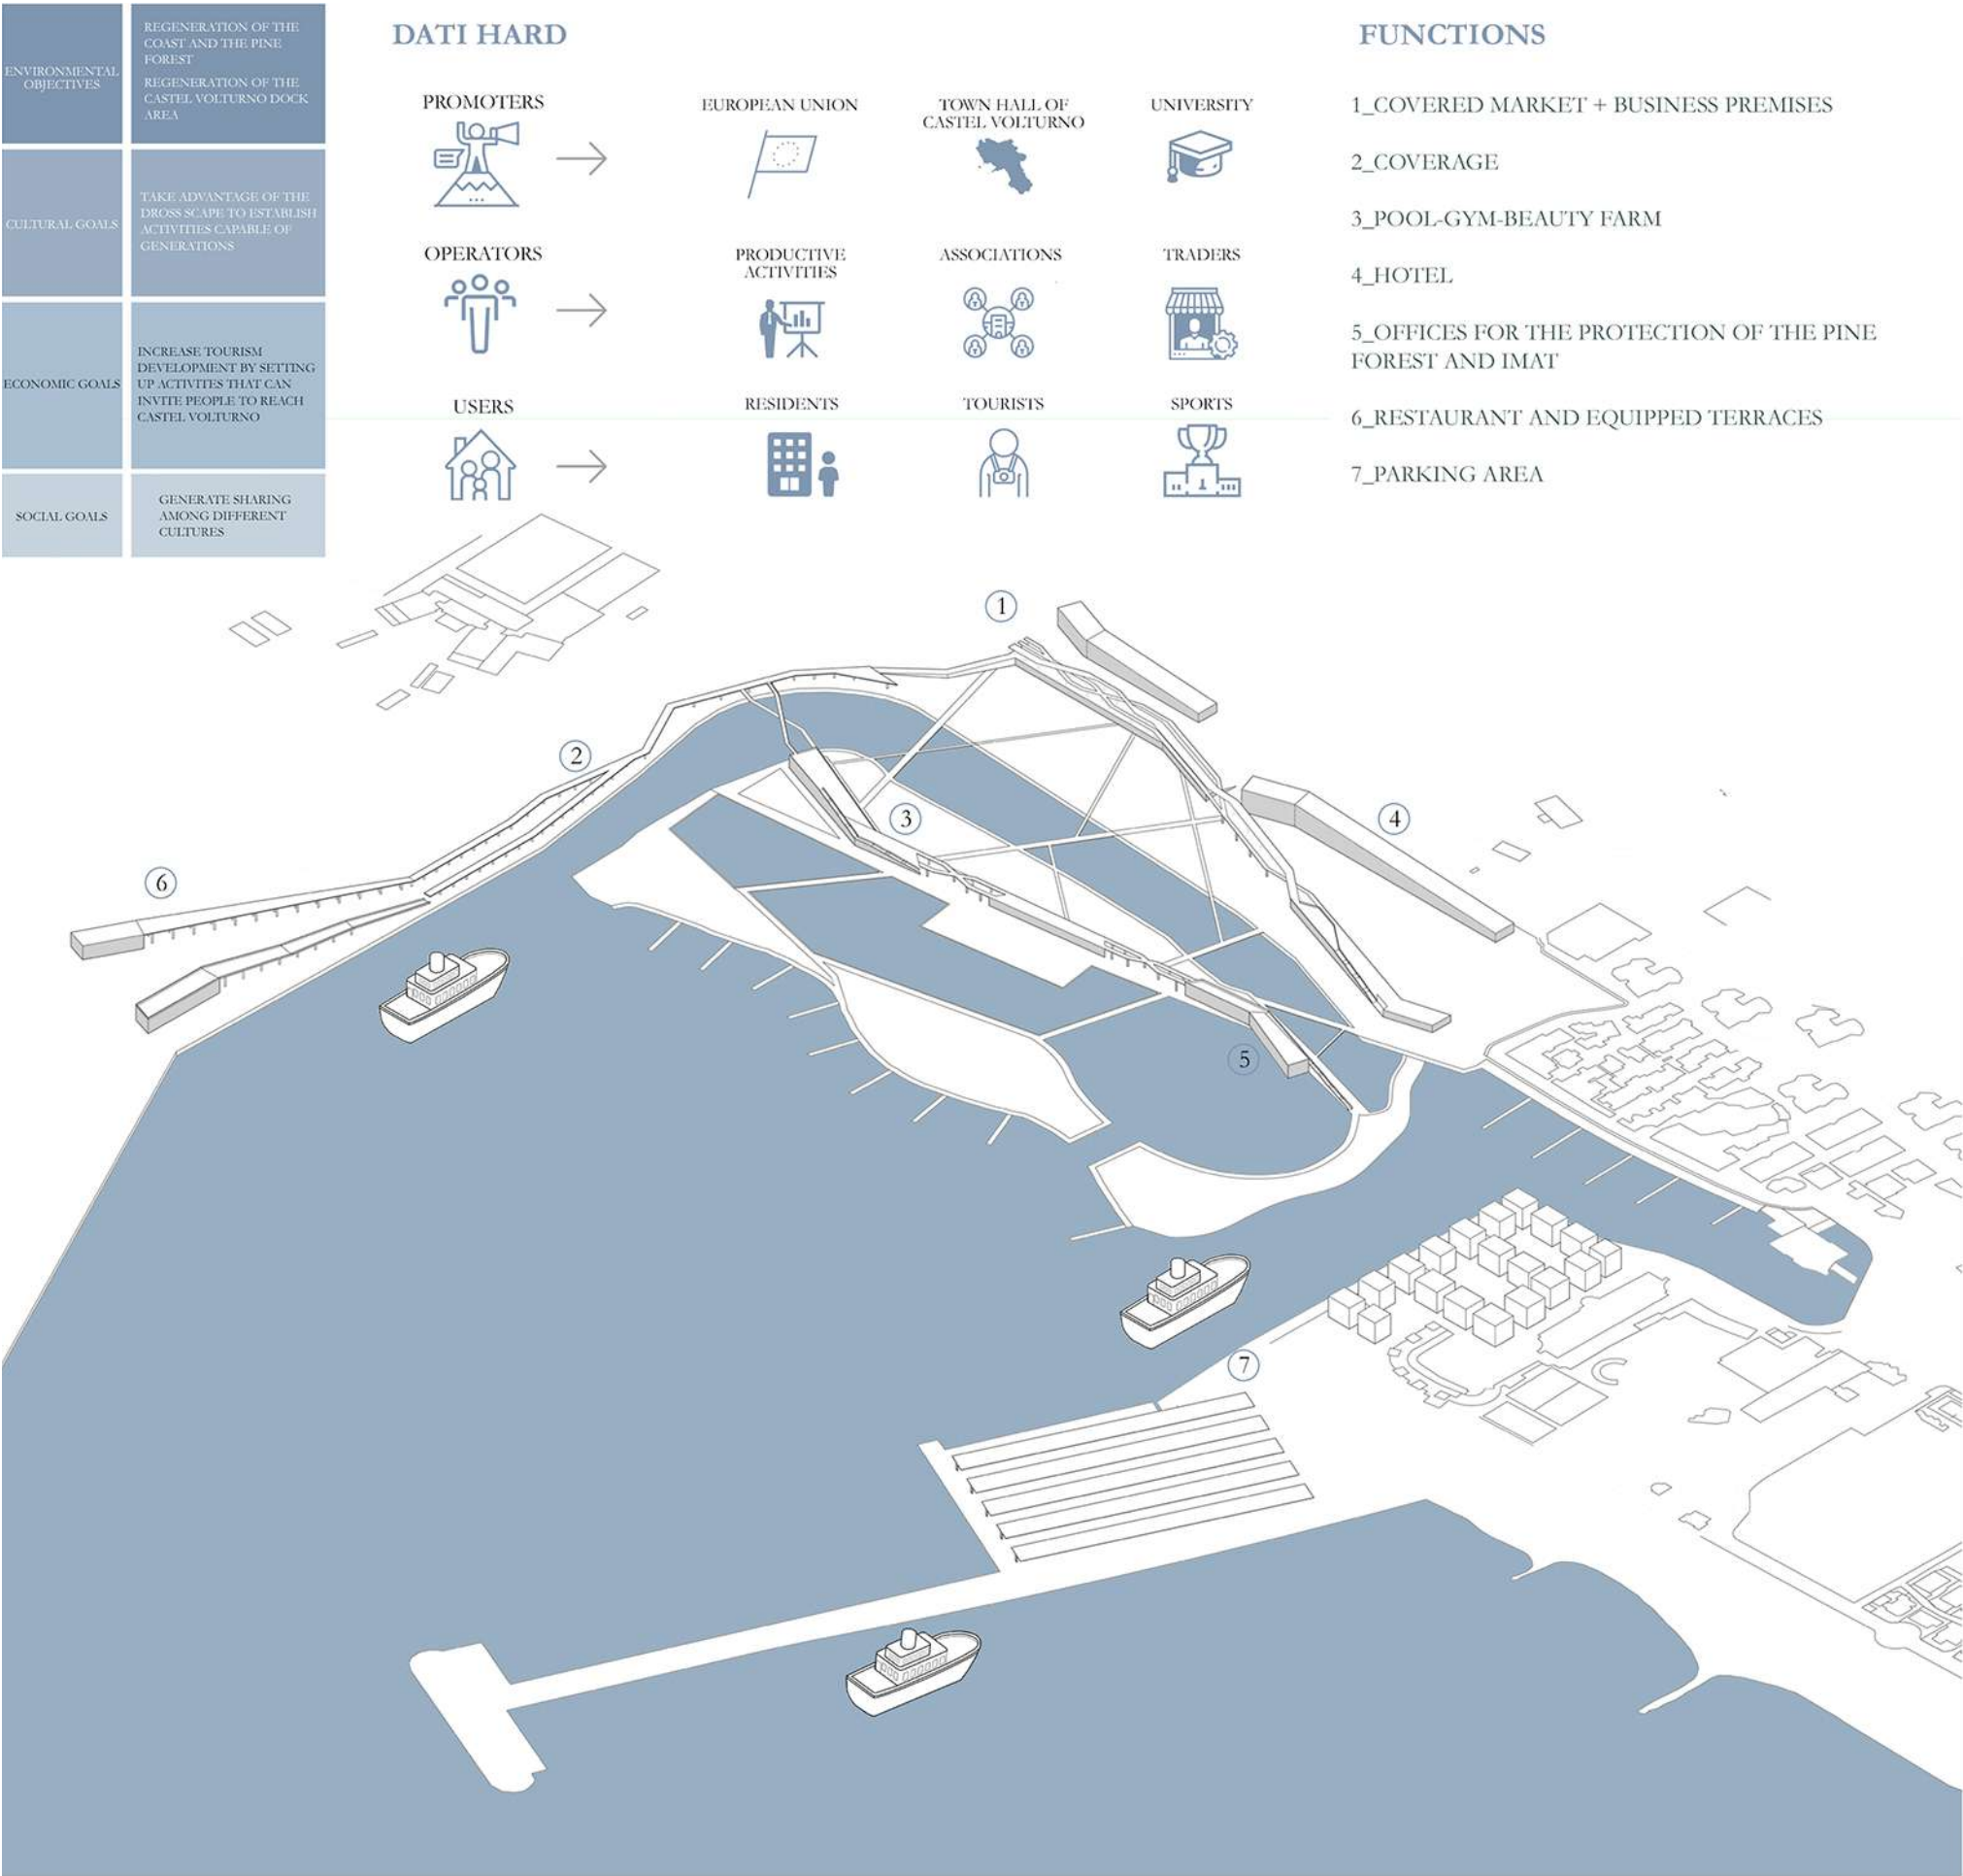 ENVIRONMENTAL
OBJECTIVES
REGENERATION OF THE
COAST AND THE PINE
FOREST
REGENERATION OF THE
CASTEL VOLTURNO DOCK
AREA
CULTURAL GOALS
TAKE ADVANTAGE OF THE
DROSS SCAPE TO ESTABLISH
ACTIVITIES CAPABLE OF
GENERATIONS
ECONOMIC GOALS
INCREASE TOURISM
DEVELOPMENT BY SETTING
UP ACTIVITES THAT CAN
INVITE PEOPLE TO REACH
CASTEL VOLTURNO
SOCIAL GOALS
GENERATE SHARING
AMONG DIFFERENT
CULTURES
DATI HARD
PROMOTERS
EUROPEAN UNION
TOWN HALL OF
CASTEL VOLTURNO
UNIVERSITY
OPERATORS
PRODUCTIVE
ACTIVITIES
ASSOCIATIONS
TRADERS
USERS
RESIDENTS
TOURISTS
SPORTS
1
FUNCTIONS
1_COVERED MARKET + BUSINESS PREMISES
2_COVERAGE
3_POOL-GYM-BEAUTY FARM
4_HOTEL
5_OFFICES FOR THE PROTECTION OF THE PINE
FOREST AND IMAT
6_RESTAURANT AND EQUIPPED TERRACES
7_PARKING AREA
1
2
3
4
6
5
7